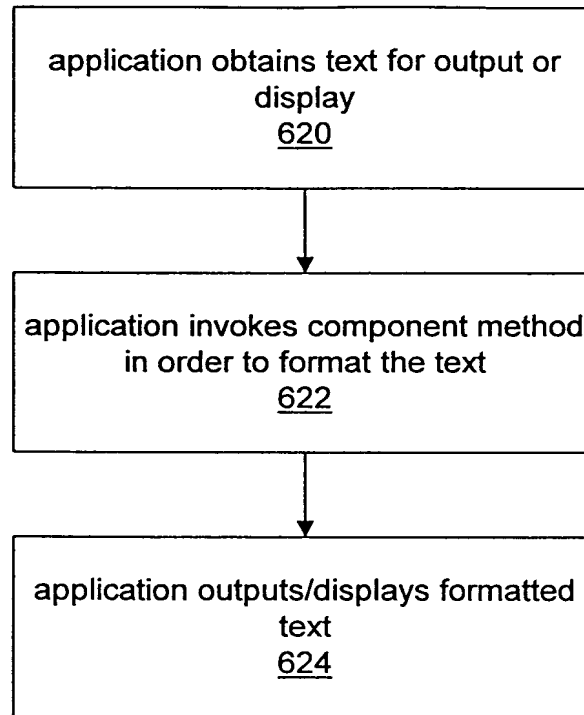 application obtains text for output or
display
620
application invokes component method
in order to format the text
622
application outputs/displays formatted
text
624